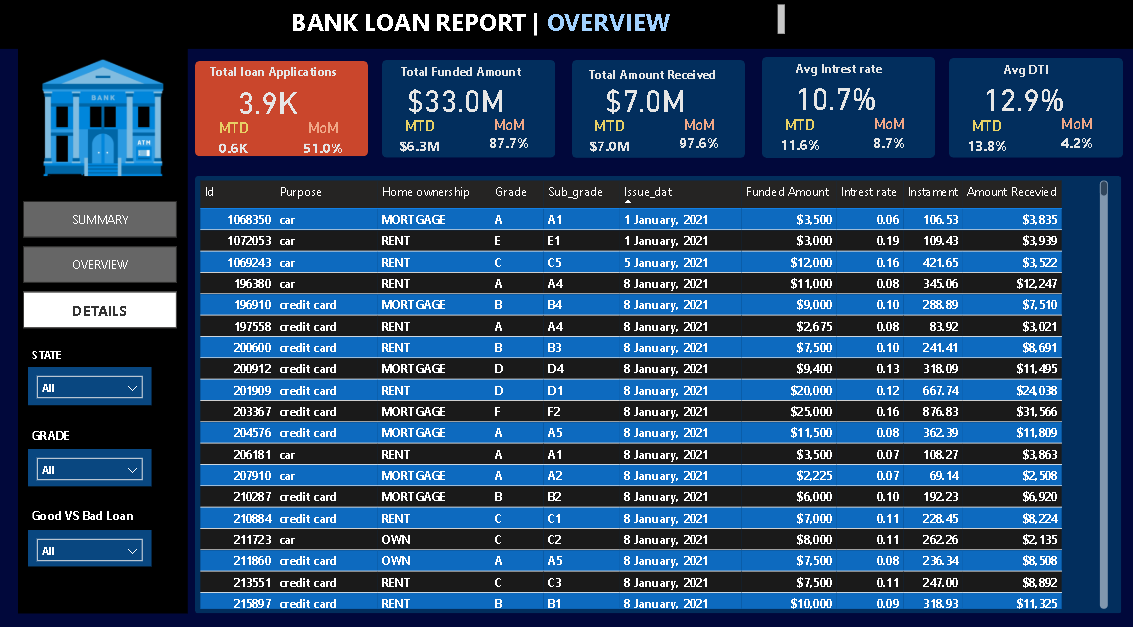 BANK LOAN REPORT | OVERVIEW
BANK
ATM
Total loan Applications
3.9K
MTD MoM
0.6K 51.0%
Total Funded Amount
$33.0M
MTD MoM
$6.3M 87.7%
Total Amount Received
$7.0M
MTD MoM
$7.0M 97.6%
Avg Intrest rate
10.7%
MTD MoM
11.6% 8.7%
Avg DTI
12.9%
MTD MoM
13.8% 4.2%
SUMMARY
OVERVIEW
DETAILS
STATE
All
GRADE
All
Good VS Bad Loan
All
Id Purpose Home ownership Grade Sub_grade Issue_dat Funded Amount Intrest rate Instament Amount Recevied
1068350 car MORTGAGE A A1 1 January, 2021 $3,500 0.06 106.53 $3,835
1072053 car RENT E E1 1 January, 2021 $3,000 0.19 109.43 $3,939
1069243 car RENT C C5 5 January, 2021 $12,000 0.16 421.65 $3,522
196380 car RENT A A4 8 January, 2021 $11,000 0.08 345.06 $12,247
196910 credit card MORTGAGE B B4 8 January, 2021 $9,000 0.10 288.89 $7,510
197558 credit card RENT A A4 8 January, 2021 $2,675 0.08 83.92 $3,021
200600 credit card RENT B B3 8 January, 2021 $7,500 0.10 241.41 $8,691
200912 credit card MORTGAGE D D4 8 January, 2021 $9,400 0.13 318.09 $11,495
201909 credit card RENT D D1 8 January, 2021 $20,000 0.12 667.74 $24,038
203367 credit card MORTGAGE F F2 8 January, 2021 $25,000 0.16 876.83 $31,566
204576 credit card MORTGAGE A A5 8 January, 2021 $11,500 0.08 362.39 $11,809
206181 car RENT A A1 8 January, 2021 $3,500 0.07 108.27 $3,863
207910 car MORTGAGE A A2 8 January, 2021 $2,225 0.07 69.14 $2,508
210287 credit card MORTGAGE B B2 8 January, 2021 $6,000 0.10 192.23 $6,920
210884 credit card RENT C C1 8 January, 2021 $7,000 0.11 228.45 $8,224
211723 car OWN C C2 8 January, 2021 $8,000 0.11 262.26 $2,135
211860 credit card OWN A A5 8 January, 2021 $7,500 0.08 236.34 $8,508
213551 credit card RENT C C3 8 January, 2021 $7,500 0.11 247.00 $8,892
215897 credit card RENT B B1 8 January, 2021 $10,000 0.09 318.93 $11,325